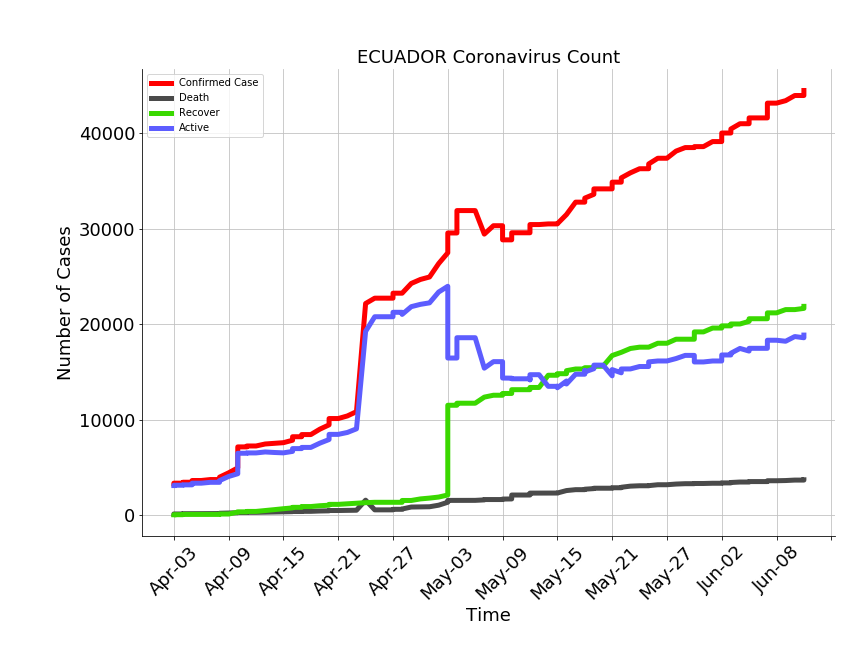 ECUADOR Coronavirus Count
Confirmed Case
Death
Recover
Active
40000
30000
20000
10000
0
Number of Cases
Apr-03
Apr-09
Apr-15
Apr-21
Apr-27
May-03
May-09
May-15
May-21
May-27
Jun-02
Jun-08
Time